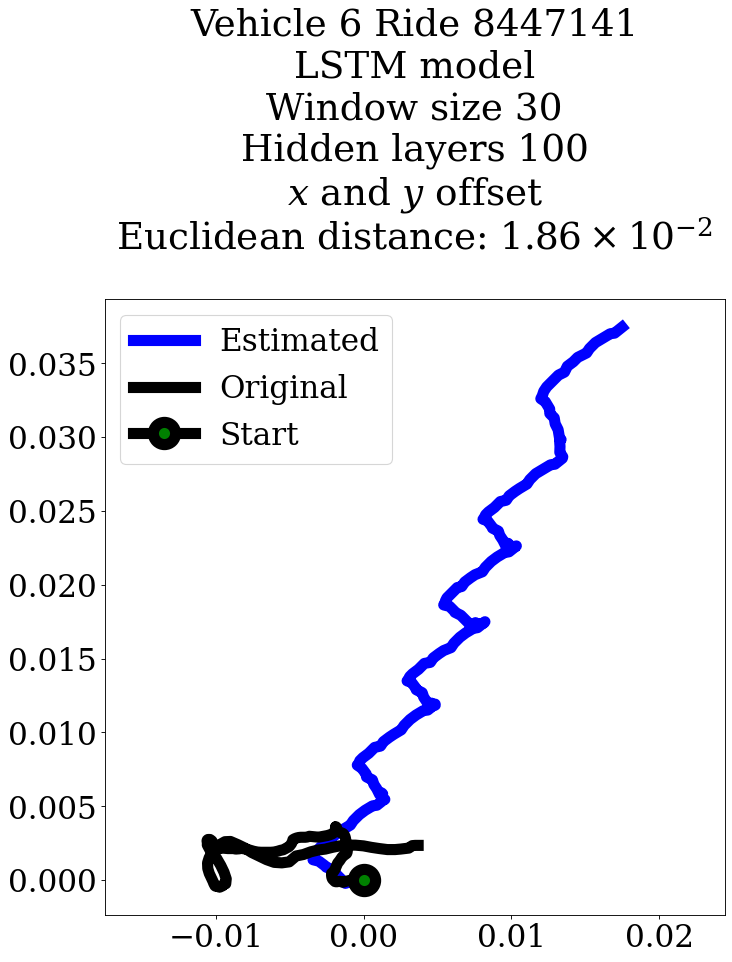 Vehicle 6 Ride 8447141
LSTM model
Window size 30
Hidden layers 100
x and y offset
Euclidean distance: 1.86 × 10⁻²
Estimated
Original
Start
0.035
0.030
0.025
0.020
0.015
0.010
0.005
0.000
−0.01 0.00 0.01 0.02